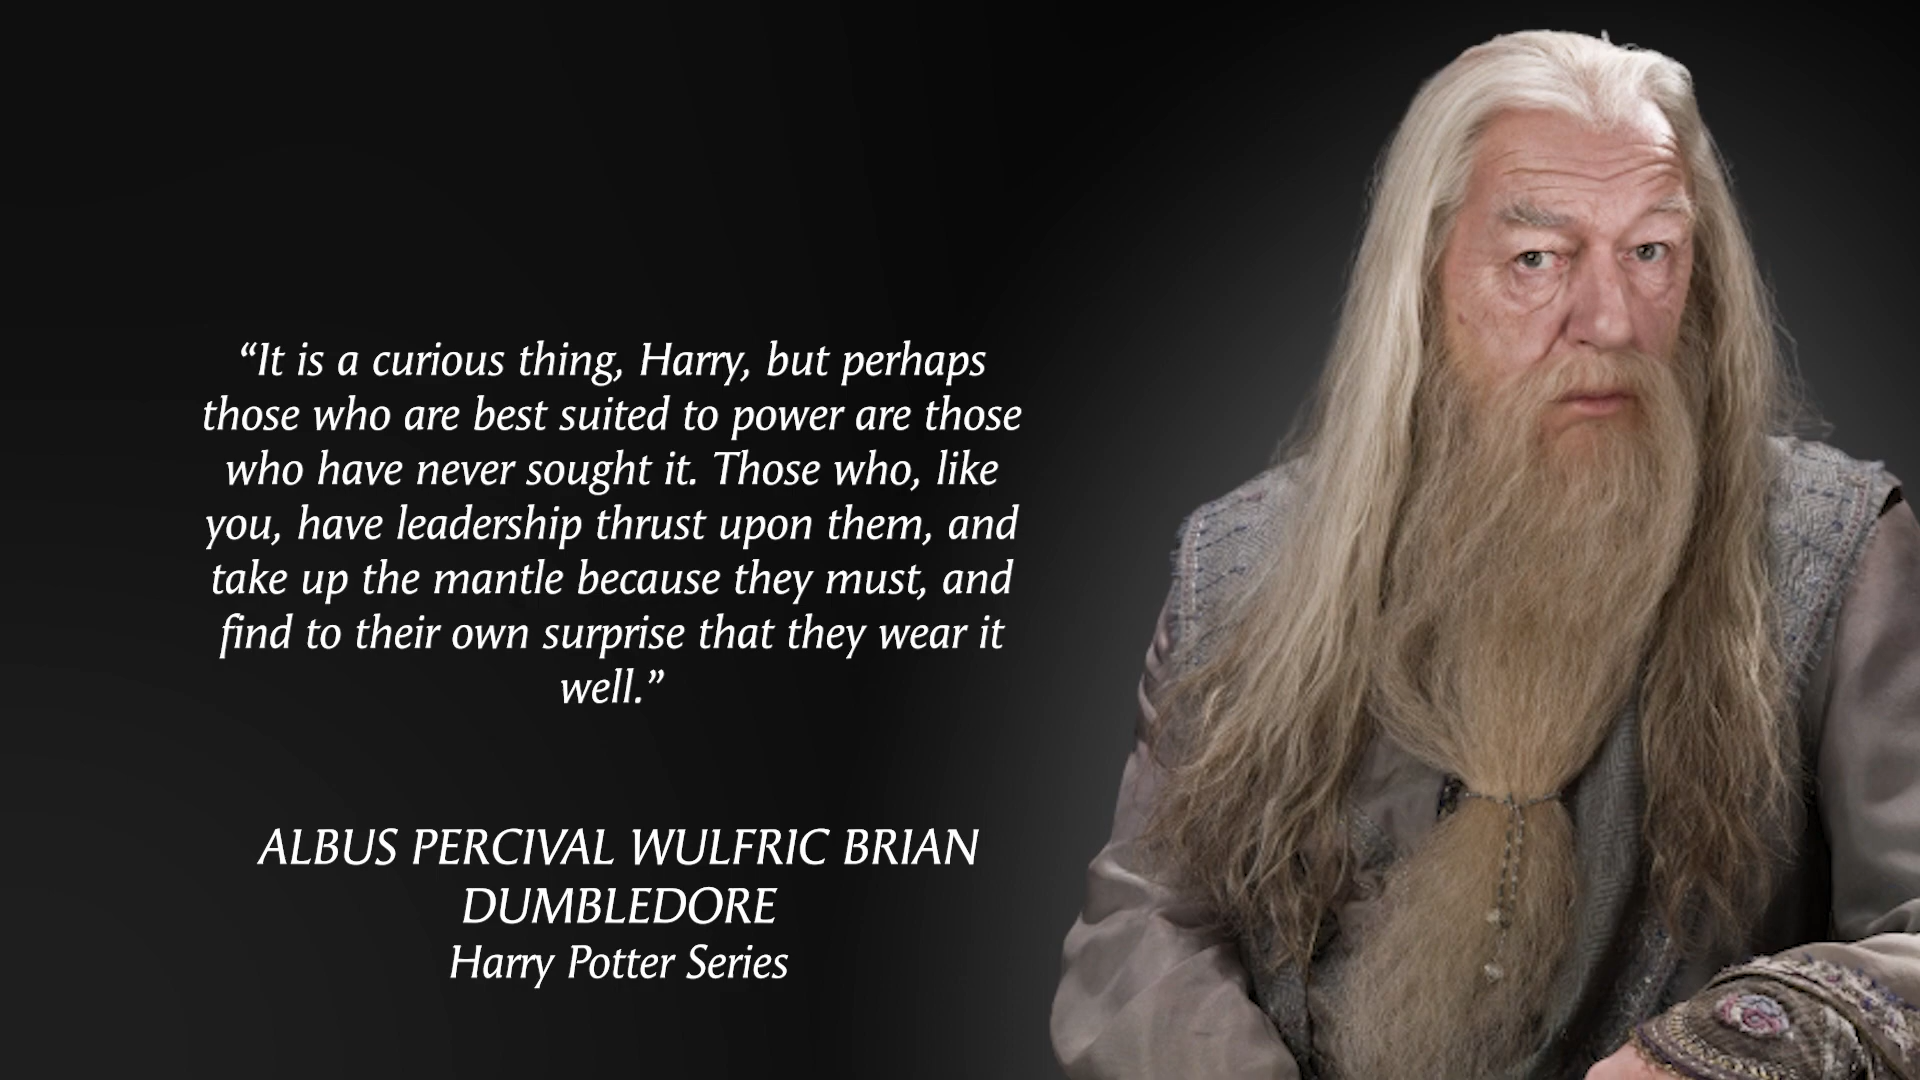 “It is a curious thing, Harry, but perhaps
those who are best suited to power are those
who have never sought it. Those who, like
you, have leadership thrust upon them, and
take up the mantle because they must, and
find to their own surprise that they wear it
well.”
ALBUS PERCIVAL WULFRIC BRIAN
DUMBLEDORE
Harry Potter Series